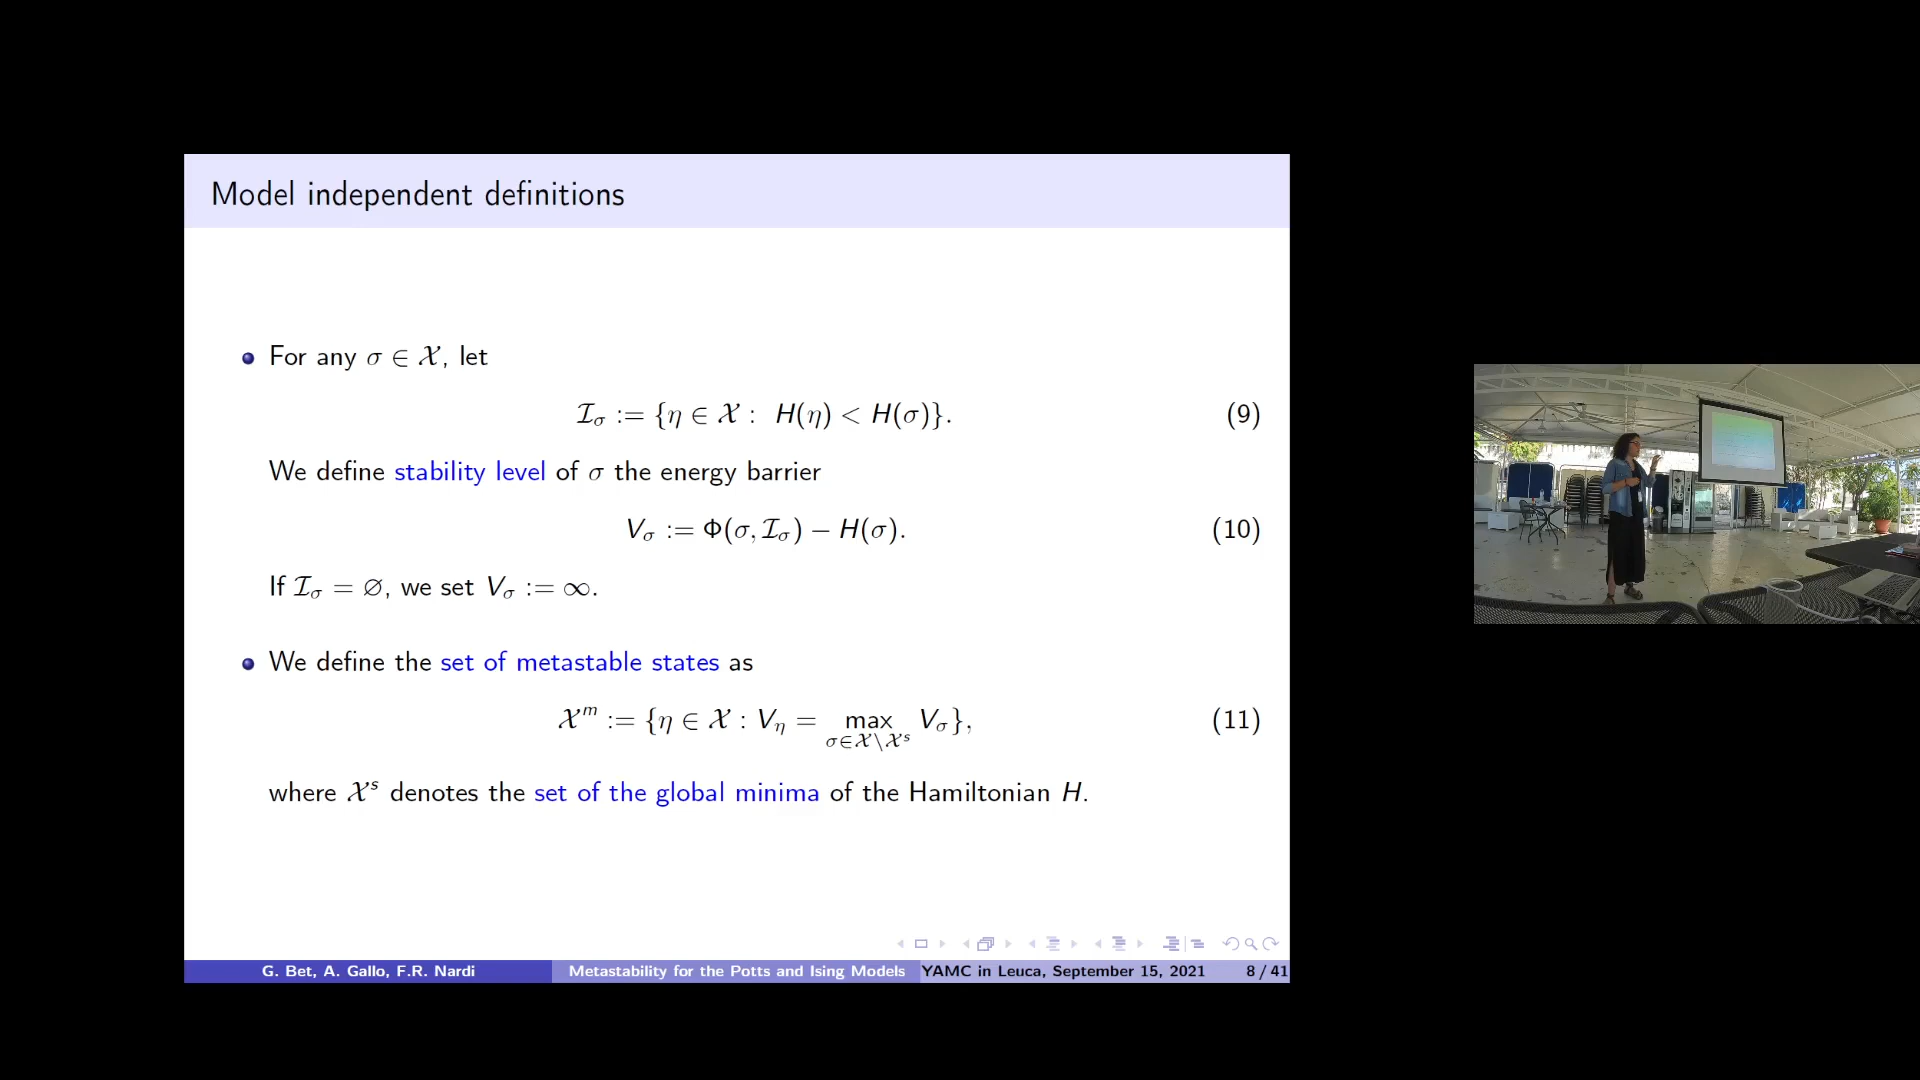 Model independent definitions
For any σ ∈ 𝒳, let
ℐ_σ := {η ∈ 𝒳 : H(η) < H(σ)}. (9)
We define stability level of σ the energy barrier
V_σ := Φ(σ, ℐ_σ) − H(σ). (10)
If ℐ_σ = ∅, we set V_σ := ∞.
We define the set of metastable states as
𝒳^m := {η ∈ 𝒳 : V_η = max_{σ∈𝒳\𝒳^s} V_σ}, (11)
where 𝒳^s denotes the set of the global minima of the Hamiltonian H.
G. Bet, A. Gallo, F.R. Nardi Metastability for the Potts and Ising Models YAMC in Leuca, September 15, 2021 8 / 41